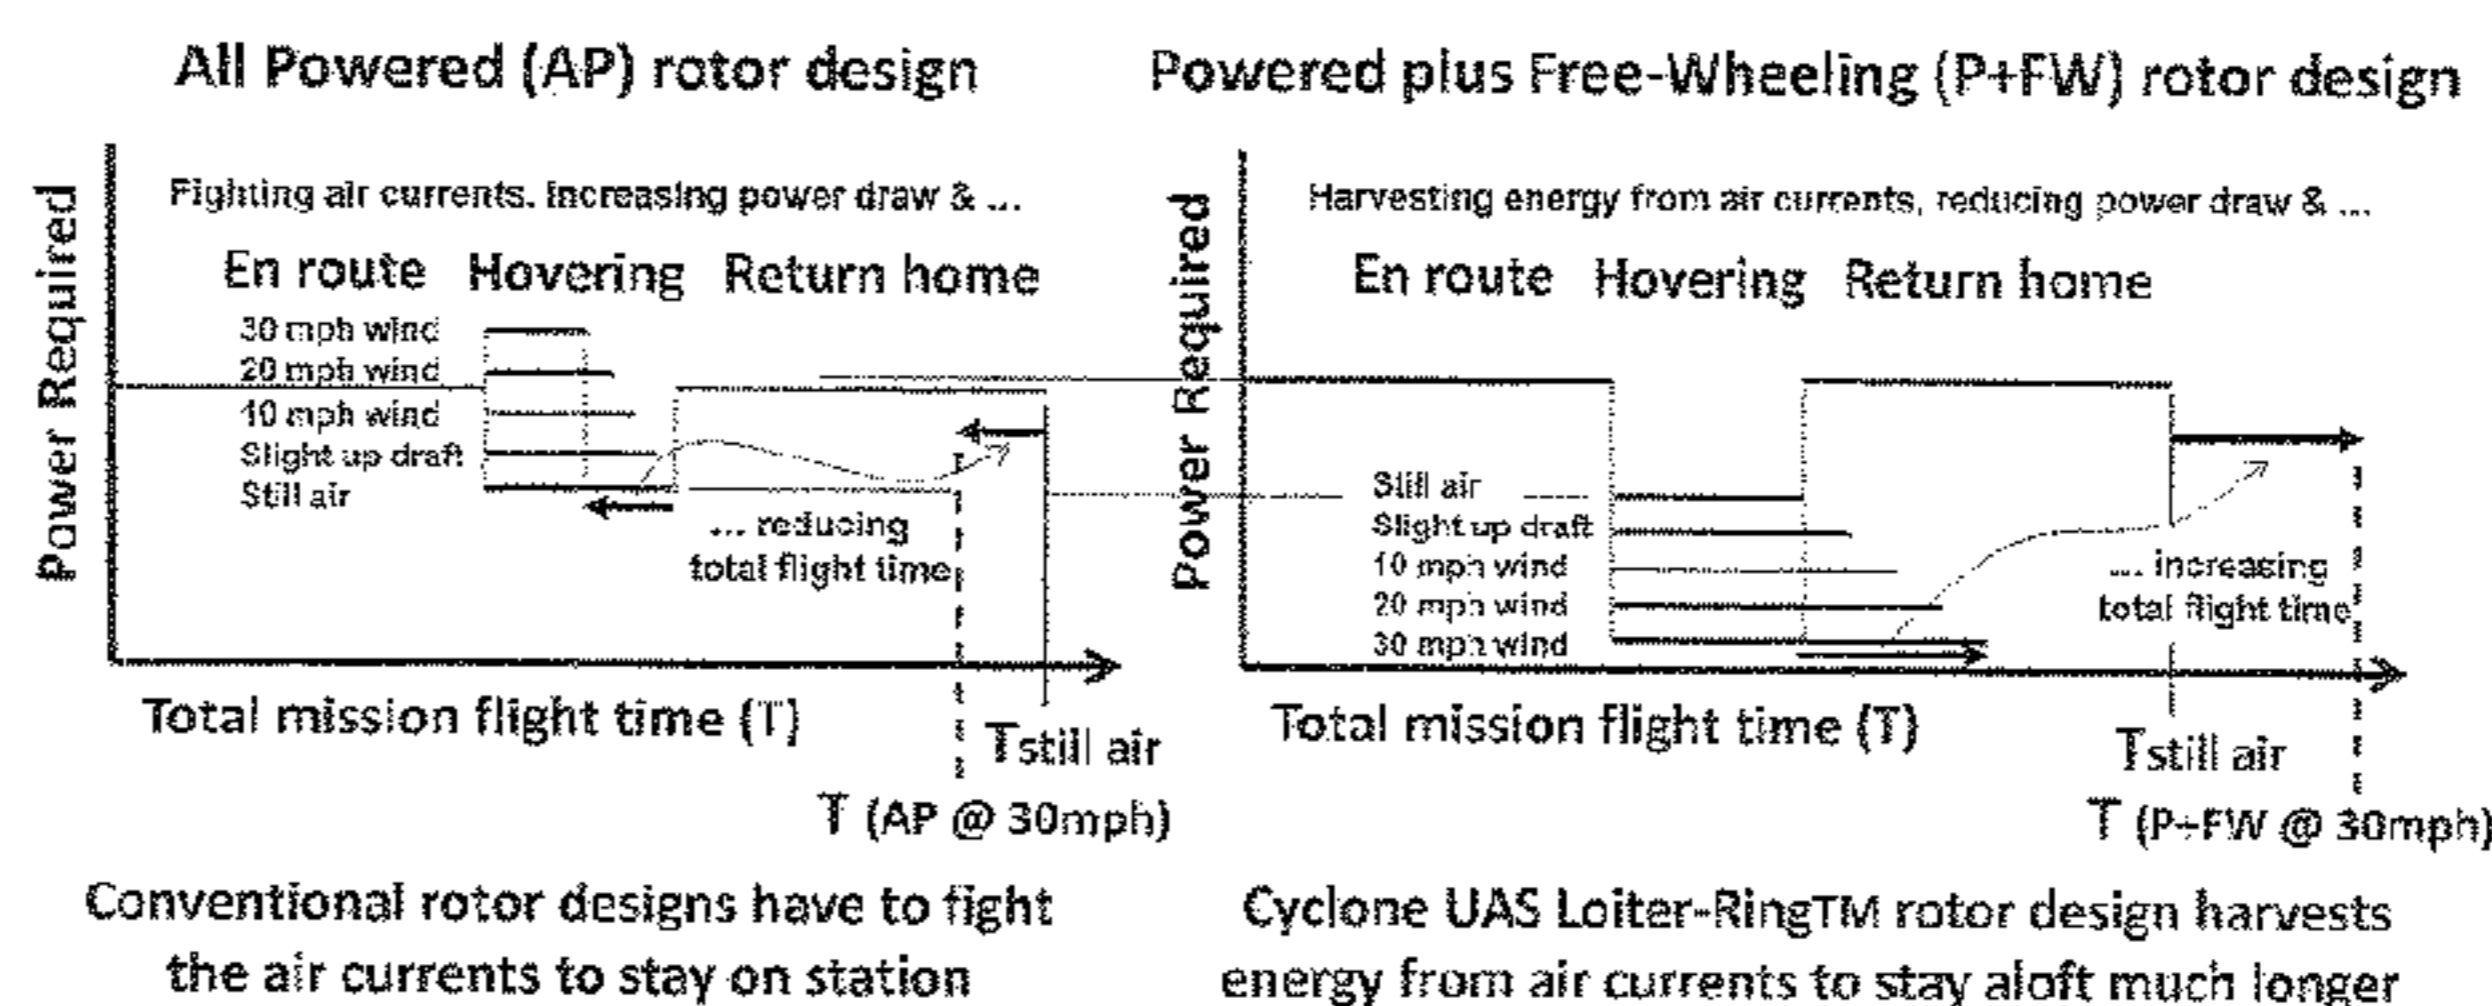 All Powered (AP) rotor design
Power Required
Fighting air currents. Increasing power draw & ...
En route Hovering Return home
30 mph wind
20 mph wind
10 mph wind
Slight up draft
Still air
... reducing
total flight time
Total mission flight time (T)
Tstill air
T (AP @ 30mph)
Conventional rotor designs have to fight
the air currents to stay on station
Powered plus Free-Wheeling (P+FW) rotor design
Power Required
Harvesting energy from air currents, reducing power draw & ...
En route Hovering Return home
Still air
Slight up draft
10 mph wind
20 mph wind
30 mph wind
... increasing
total flight time
Total mission flight time (T)
Tstill air
T (P+FW @ 30mph)
Cyclone UAS Loiter-RingTM rotor design harvests
energy from air currents to stay aloft much longer